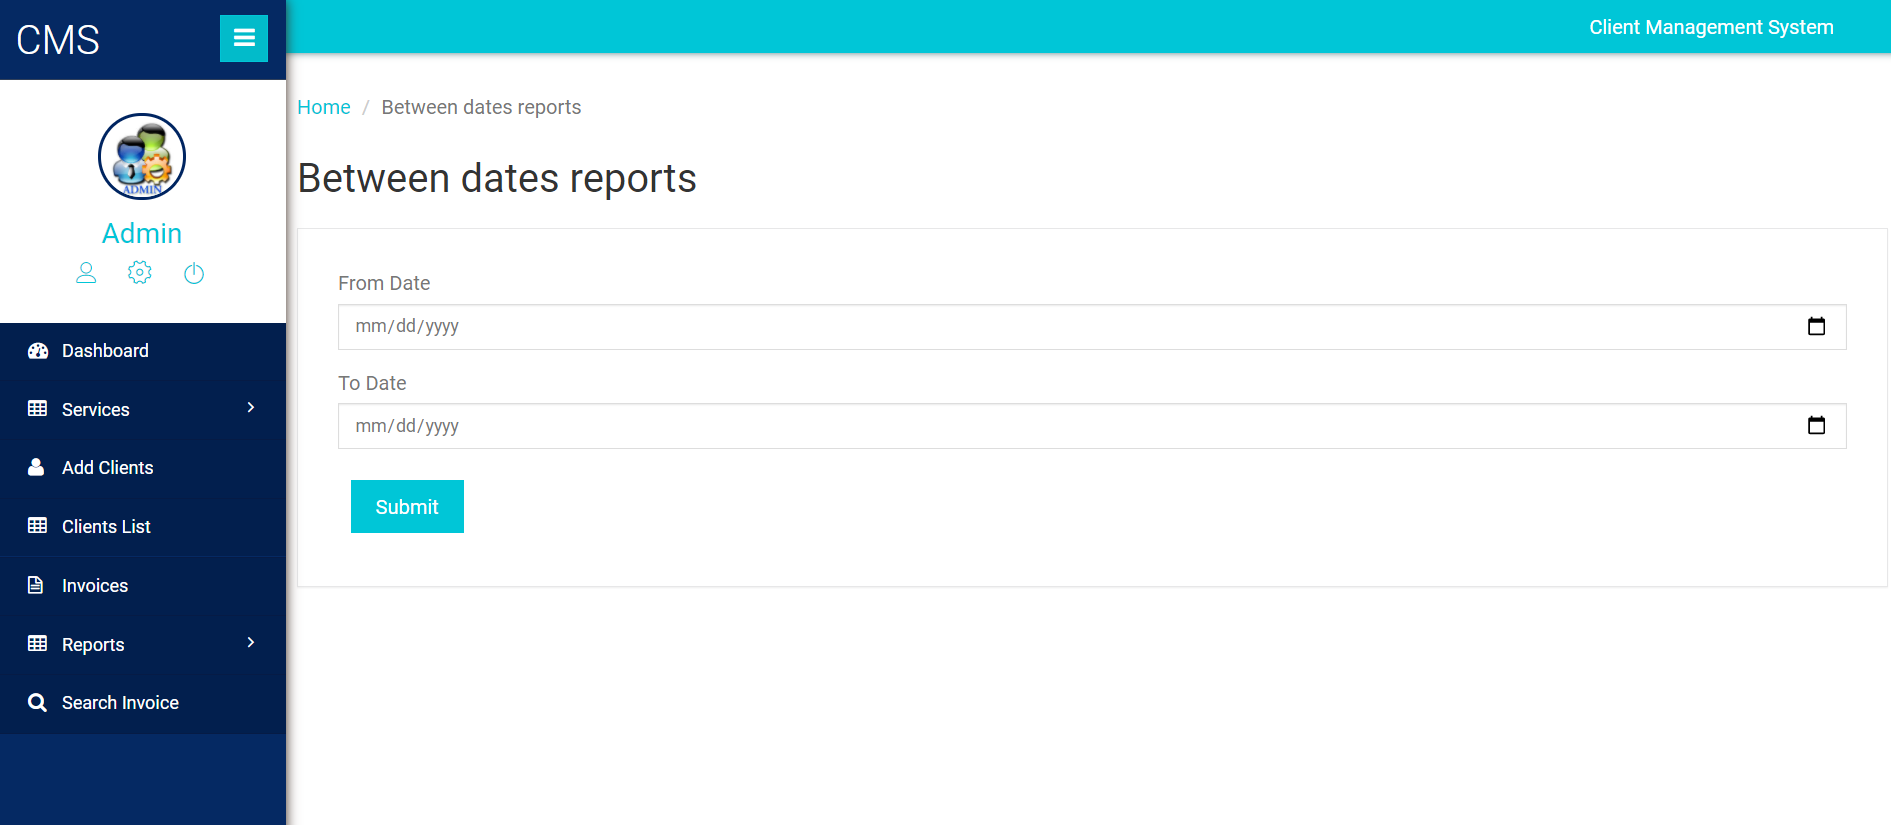 CMS
Client Management System
ADMIN
Admin
Dashboard
Services
Add Clients
Clients List
Invoices
Reports
Search Invoice
Home / Between dates reports
Between dates reports
From Date
mm/dd/yyyy
To Date
mm/dd/yyyy
Submit